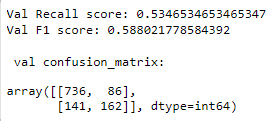 Val Recall score: 0.5346534653465347
Val F1 score: 0.588021778584392
val confusion_matrix:
array([[736, 86],
[141, 162]], dtype=int64)